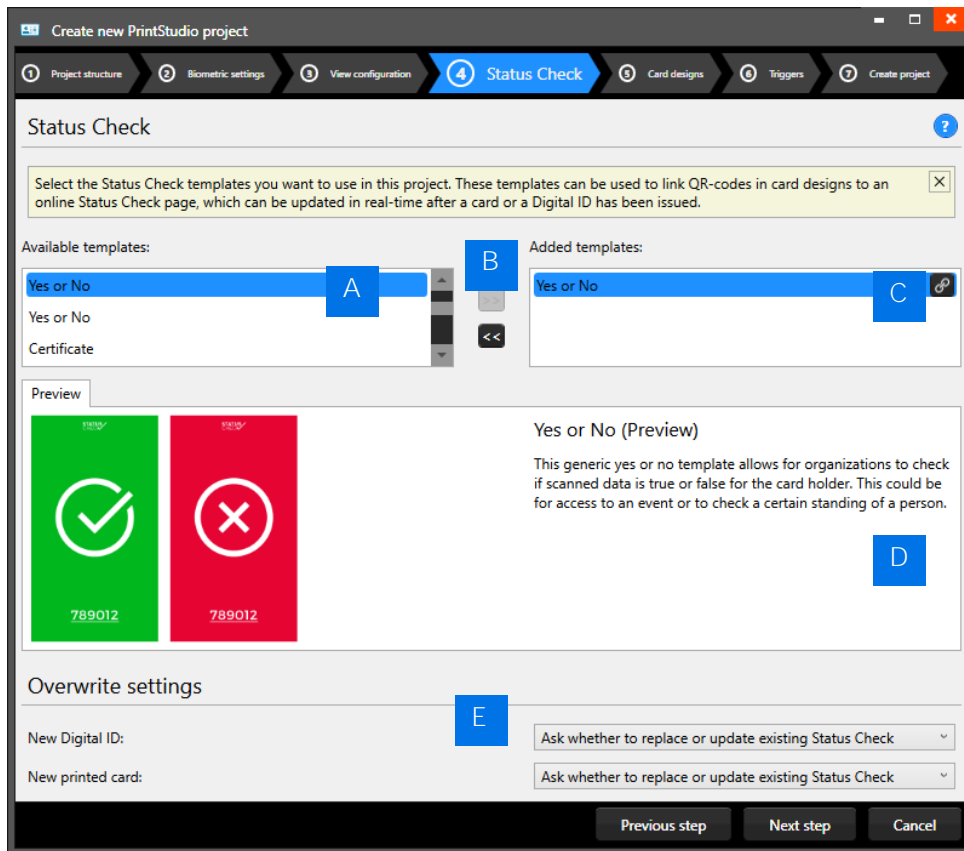 Create new PrintStudio project
1 Project structure 2 Biometric settings 3 View configuration 4 Status Check 5 Card designs 6 Triggers 7 Create project
Status Check
?
Select the Status Check templates you want to use in this project. These templates can be used to link QR-codes in card designs to an
online Status Check page, which can be updated in real-time after a card or a Digital ID has been issued.
Available templates:
B
Added templates:
Yes or No
A
>>
Yes or No
C
Yes or No
<<
Certificate
Preview
STATUS
CHECK
STATUS
CHECK
Yes or No (Preview)
This generic yes or no template allows for organizations to check
if scanned data is true or false for the card holder. This could be
for access to an event or to check a certain standing of a person.
D
789012
789012
Overwrite settings
E
New Digital ID:
Ask whether to replace or update existing Status Check
New printed card:
Ask whether to replace or update existing Status Check
Previous step
Next step
Cancel